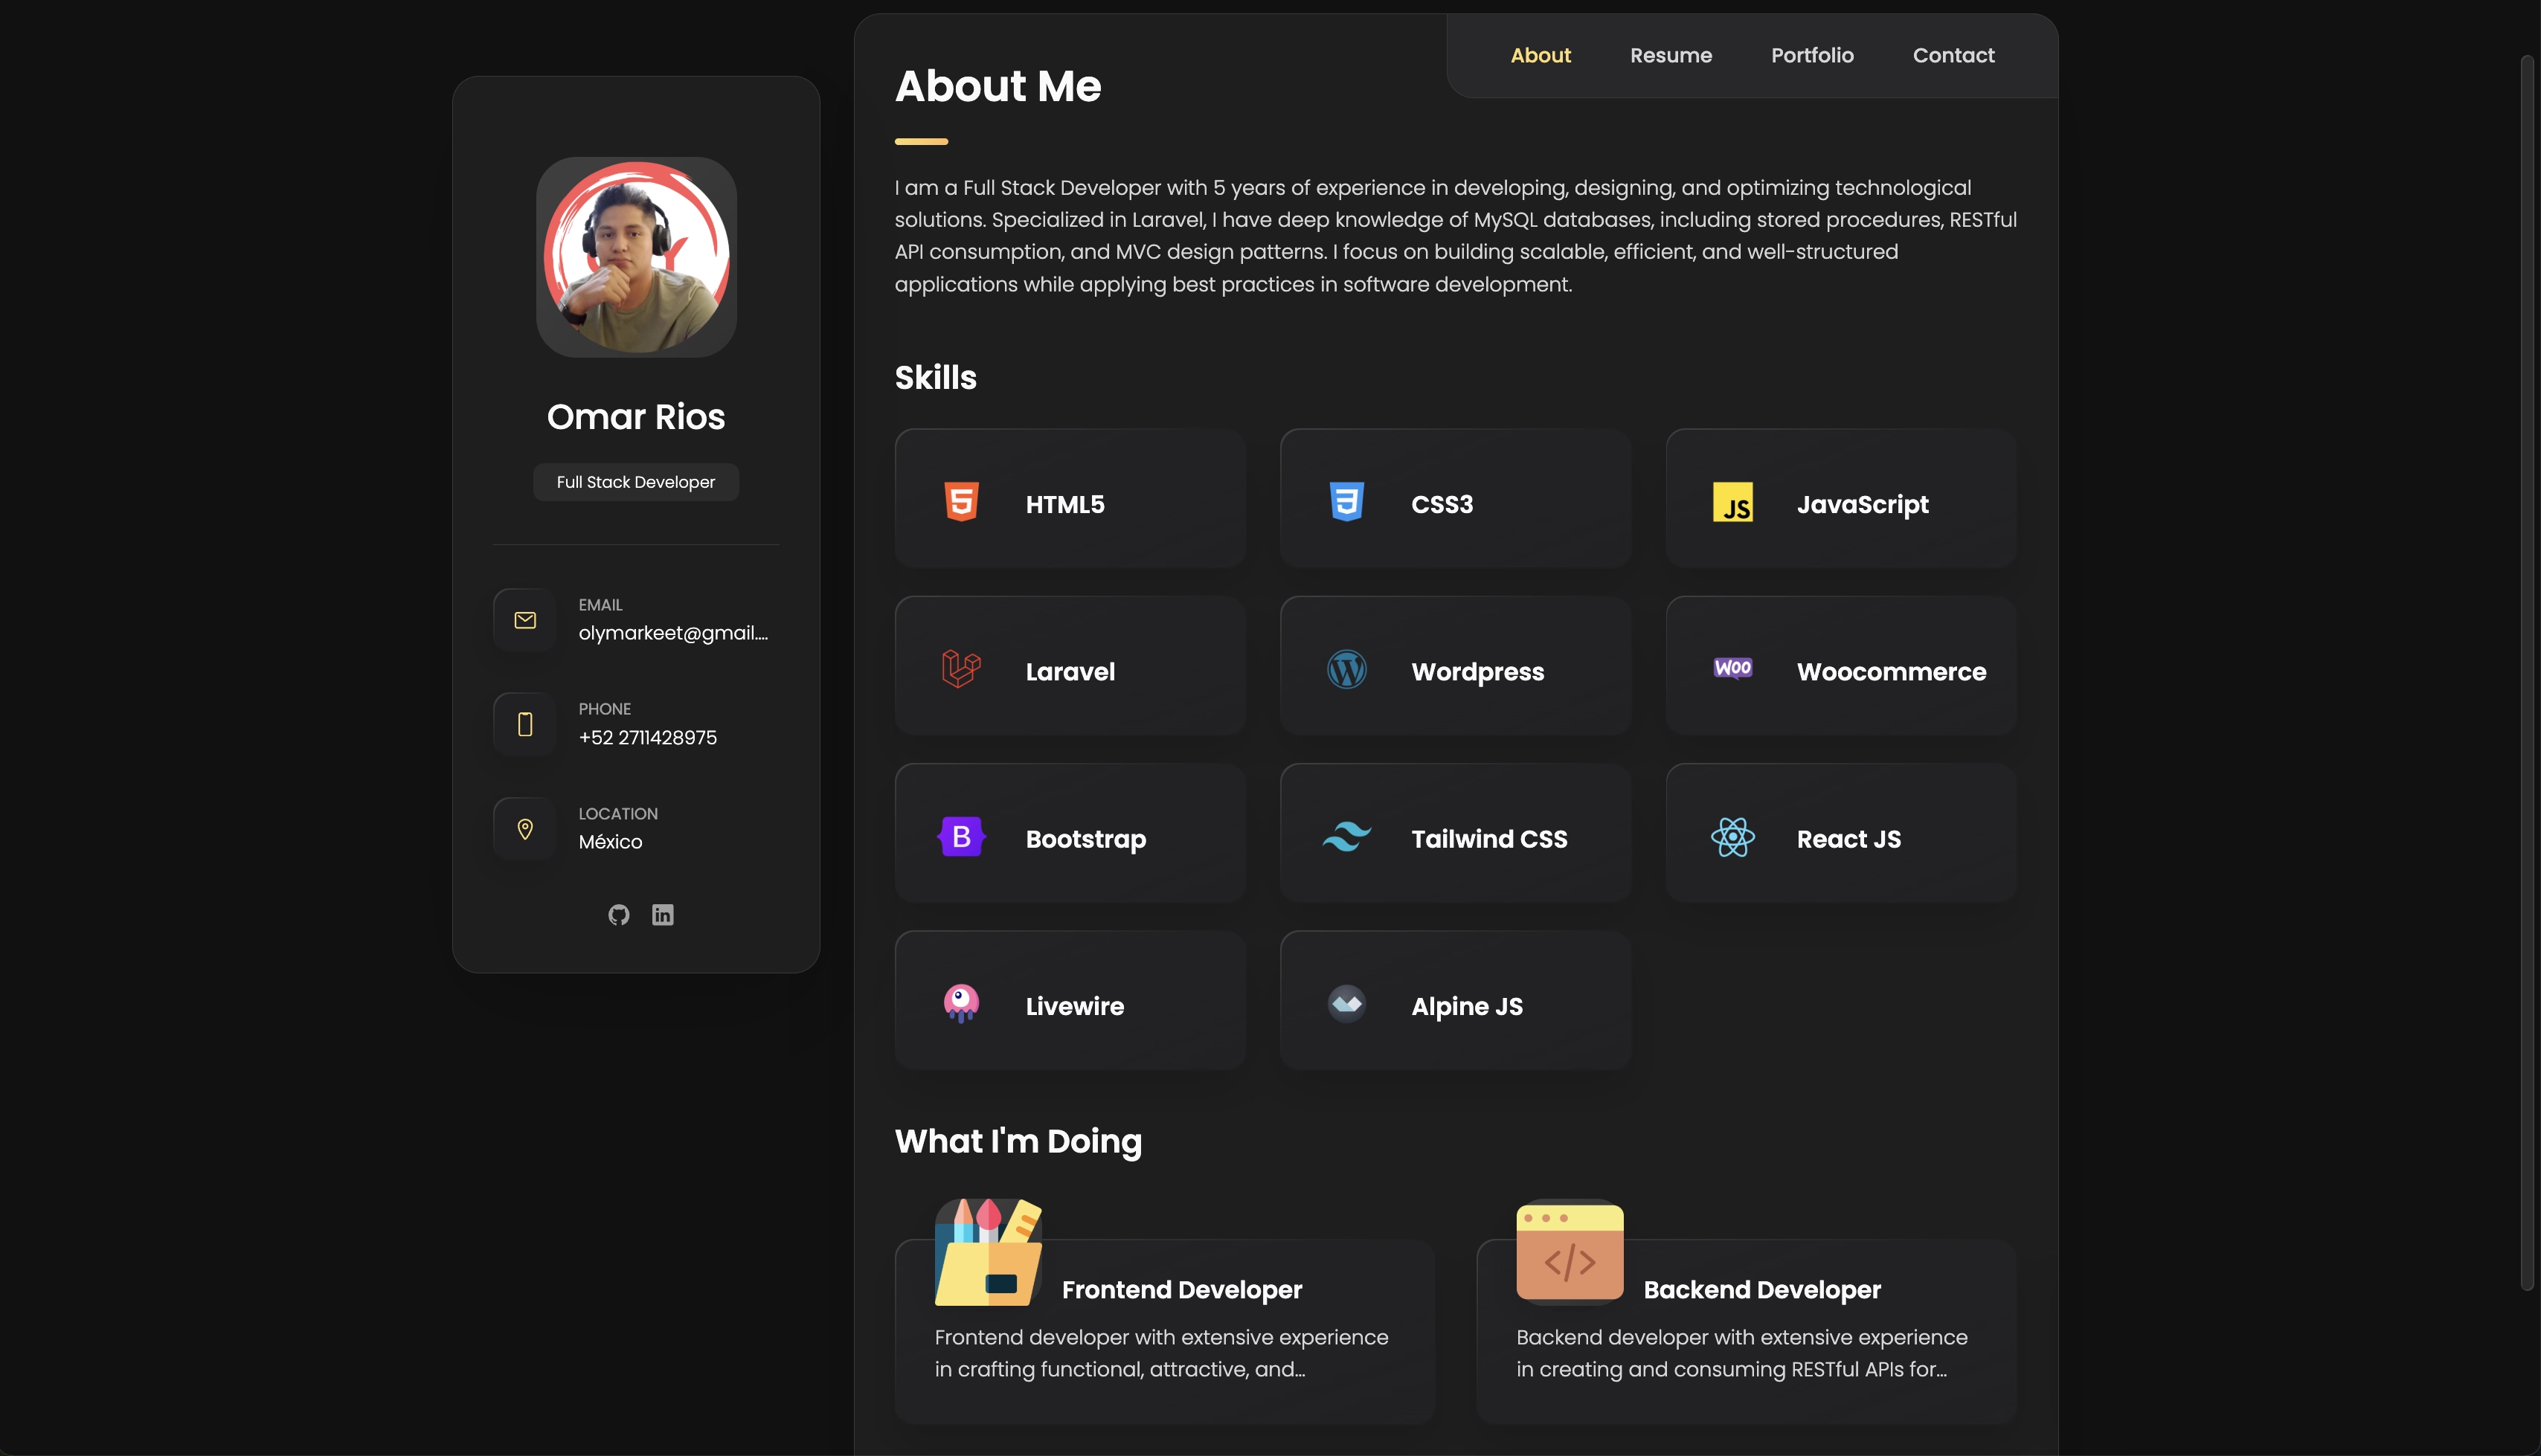 About
Resume
Portfolio
Contact
Omar Rios
Full Stack Developer
EMAIL
olymarkeet@gmail....
PHONE
+52 2711428975
LOCATION
México
in
About Me
I am a Full Stack Developer with 5 years of experience in developing, designing, and optimizing technological
solutions. Specialized in Laravel, I have deep knowledge of MySQL databases, including stored procedures, RESTful
API consumption, and MVC design patterns. I focus on building scalable, efficient, and well-structured
applications while applying best practices in software development.
Skills
5
HTML5
3
CSS3
JS
JavaScript
Laravel
W
Wordpress
Woo
Woocommerce
B
Bootstrap
Tailwind CSS
React JS
Livewire
Alpine JS
What I'm Doing
Frontend Developer
Frontend developer with extensive experience
in crafting functional, attractive, and...
</>
Backend Developer
Backend developer with extensive experience
in creating and consuming RESTful APIs for...